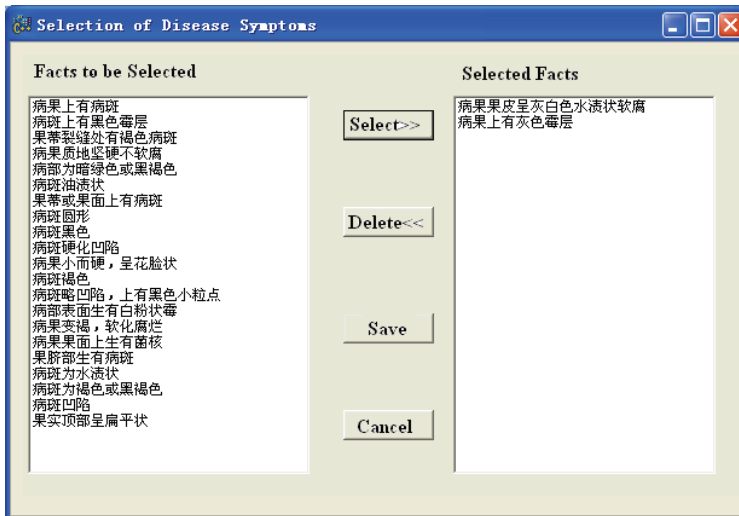 Selection of Disease Symptoms
Facts to be Selected
病果上有病斑
病斑上有黑色霉层
果蒂裂缝处有褐色病斑
病果质地坚硬不软腐
病部为暗绿色或黑褐色
病斑油渍状
果蒂或果面上有病斑
病斑圆形
病斑黑色
病斑硬化凹陷
病果小而硬，呈花脸状
病斑褐色
病斑略凹陷，上有黑色小粒点
病部表面生有白粉状霉
病果变褐，软化腐烂
病果果面上生有菌核
果脐部生有病斑
病斑为水渍状
病斑为褐色或黑褐色
病斑凹陷
果实顶部呈扁平状
Select>>
Delete<<
Save
Cancel
Selected Facts
病果果皮呈灰白色水渍状软腐
病果上有灰色霉层